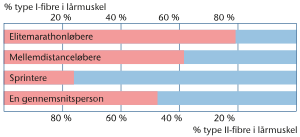 % type I-fibre i lårmuskel
20 % 40 % 60 % 80 %
Elitemarathonløbere
Mellemdistanceløbere
Sprintere
En gennemsnitsperson
80 % 60 % 40 % 20 %
% type II-fibre i lårmuskel